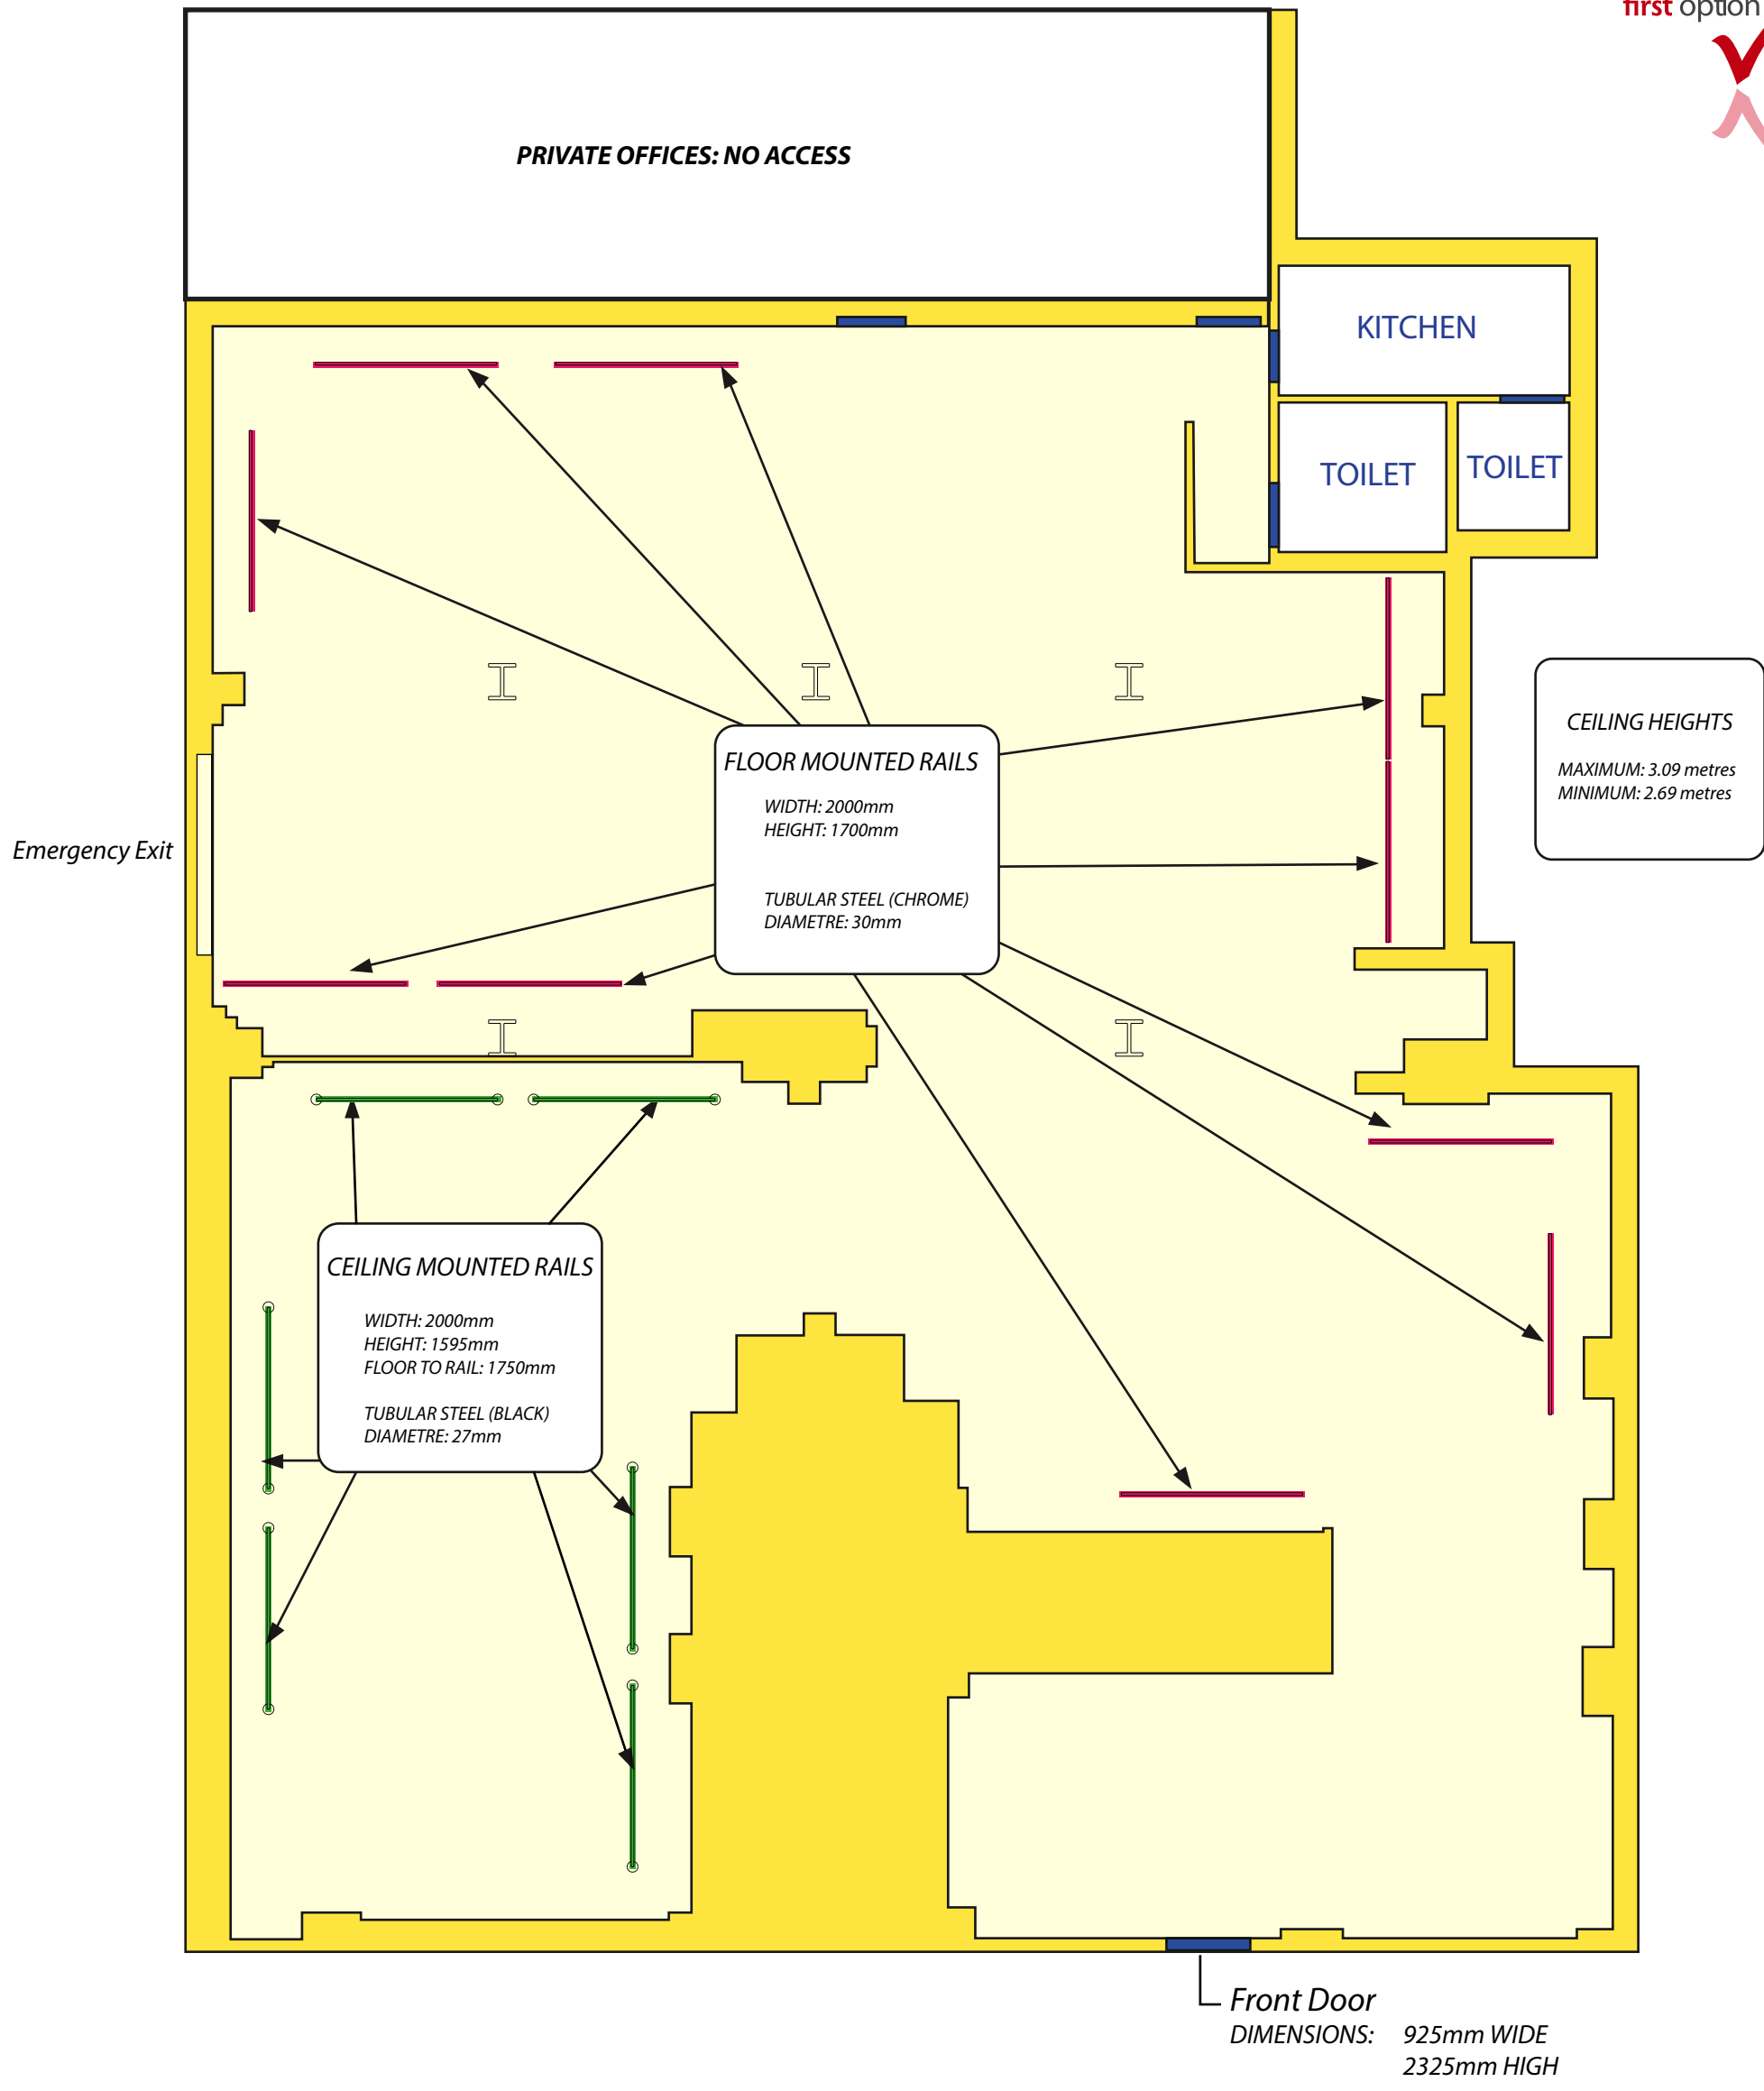 first option
PRIVATE OFFICES: NO ACCESS
KITCHEN
TOILET
TOILET
CEILING HEIGHTS
MAXIMUM: 3.09 metres
MINIMUM: 2.69 metres
FLOOR MOUNTED RAILS
WIDTH: 2000mm
HEIGHT: 1700mm
TUBULAR STEEL (CHROME)
DIAMETRE: 30mm
Emergency Exit
CEILING MOUNTED RAILS
WIDTH: 2000mm
HEIGHT: 1595mm
FLOOR TO RAIL: 1750mm
TUBULAR STEEL (BLACK)
DIAMETRE: 27mm
Front Door
DIMENSIONS: 925mm WIDE
2325mm HIGH